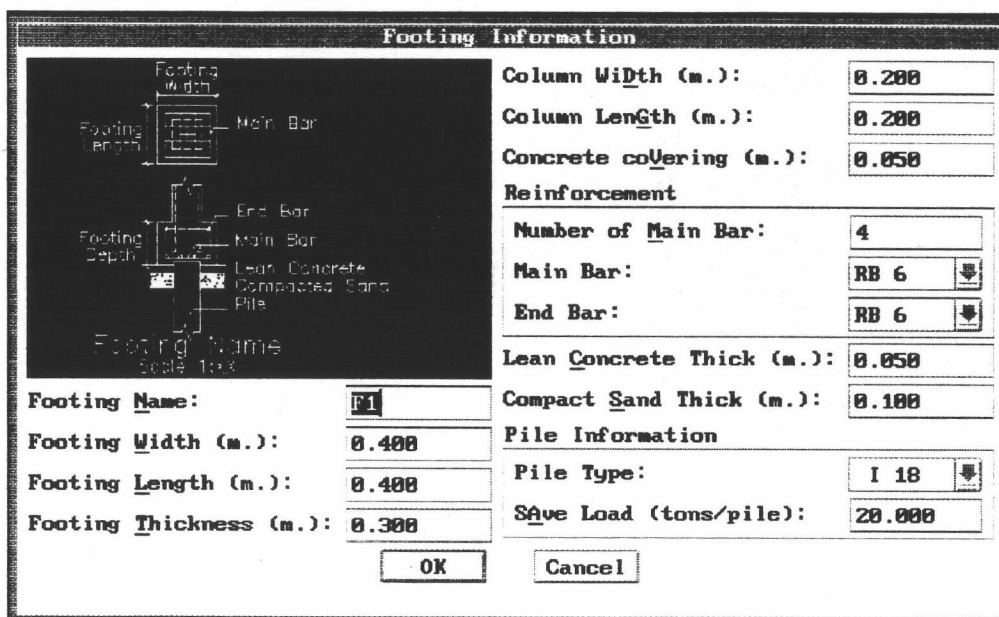 Footing Information
Footing
Width
Footing
Length
Main Bar
End Bar
Footing
Depth
Main Bar
Lean Concrete
Compacted Sand
Pile
Footing Name
Scale
Footing Name:
F1
Footing Width (m.):
0.400
Footing Length (m.):
0.400
Footing Thickness (m.):
0.300
Column WiDth (m.):
0.200
Column LenGth (m.):
0.200
Concrete coVering (m.):
0.050
Reinforcement
Number of Main Bar:
4
Main Bar:
RB 6
End Bar:
RB 6
Lean Concrete Thick (m.):
0.050
Compact Sand Thick (m.):
0.100
Pile Information
Pile Type:
I 18
SAve Load (tons/pile):
20.000
OK
Cancel